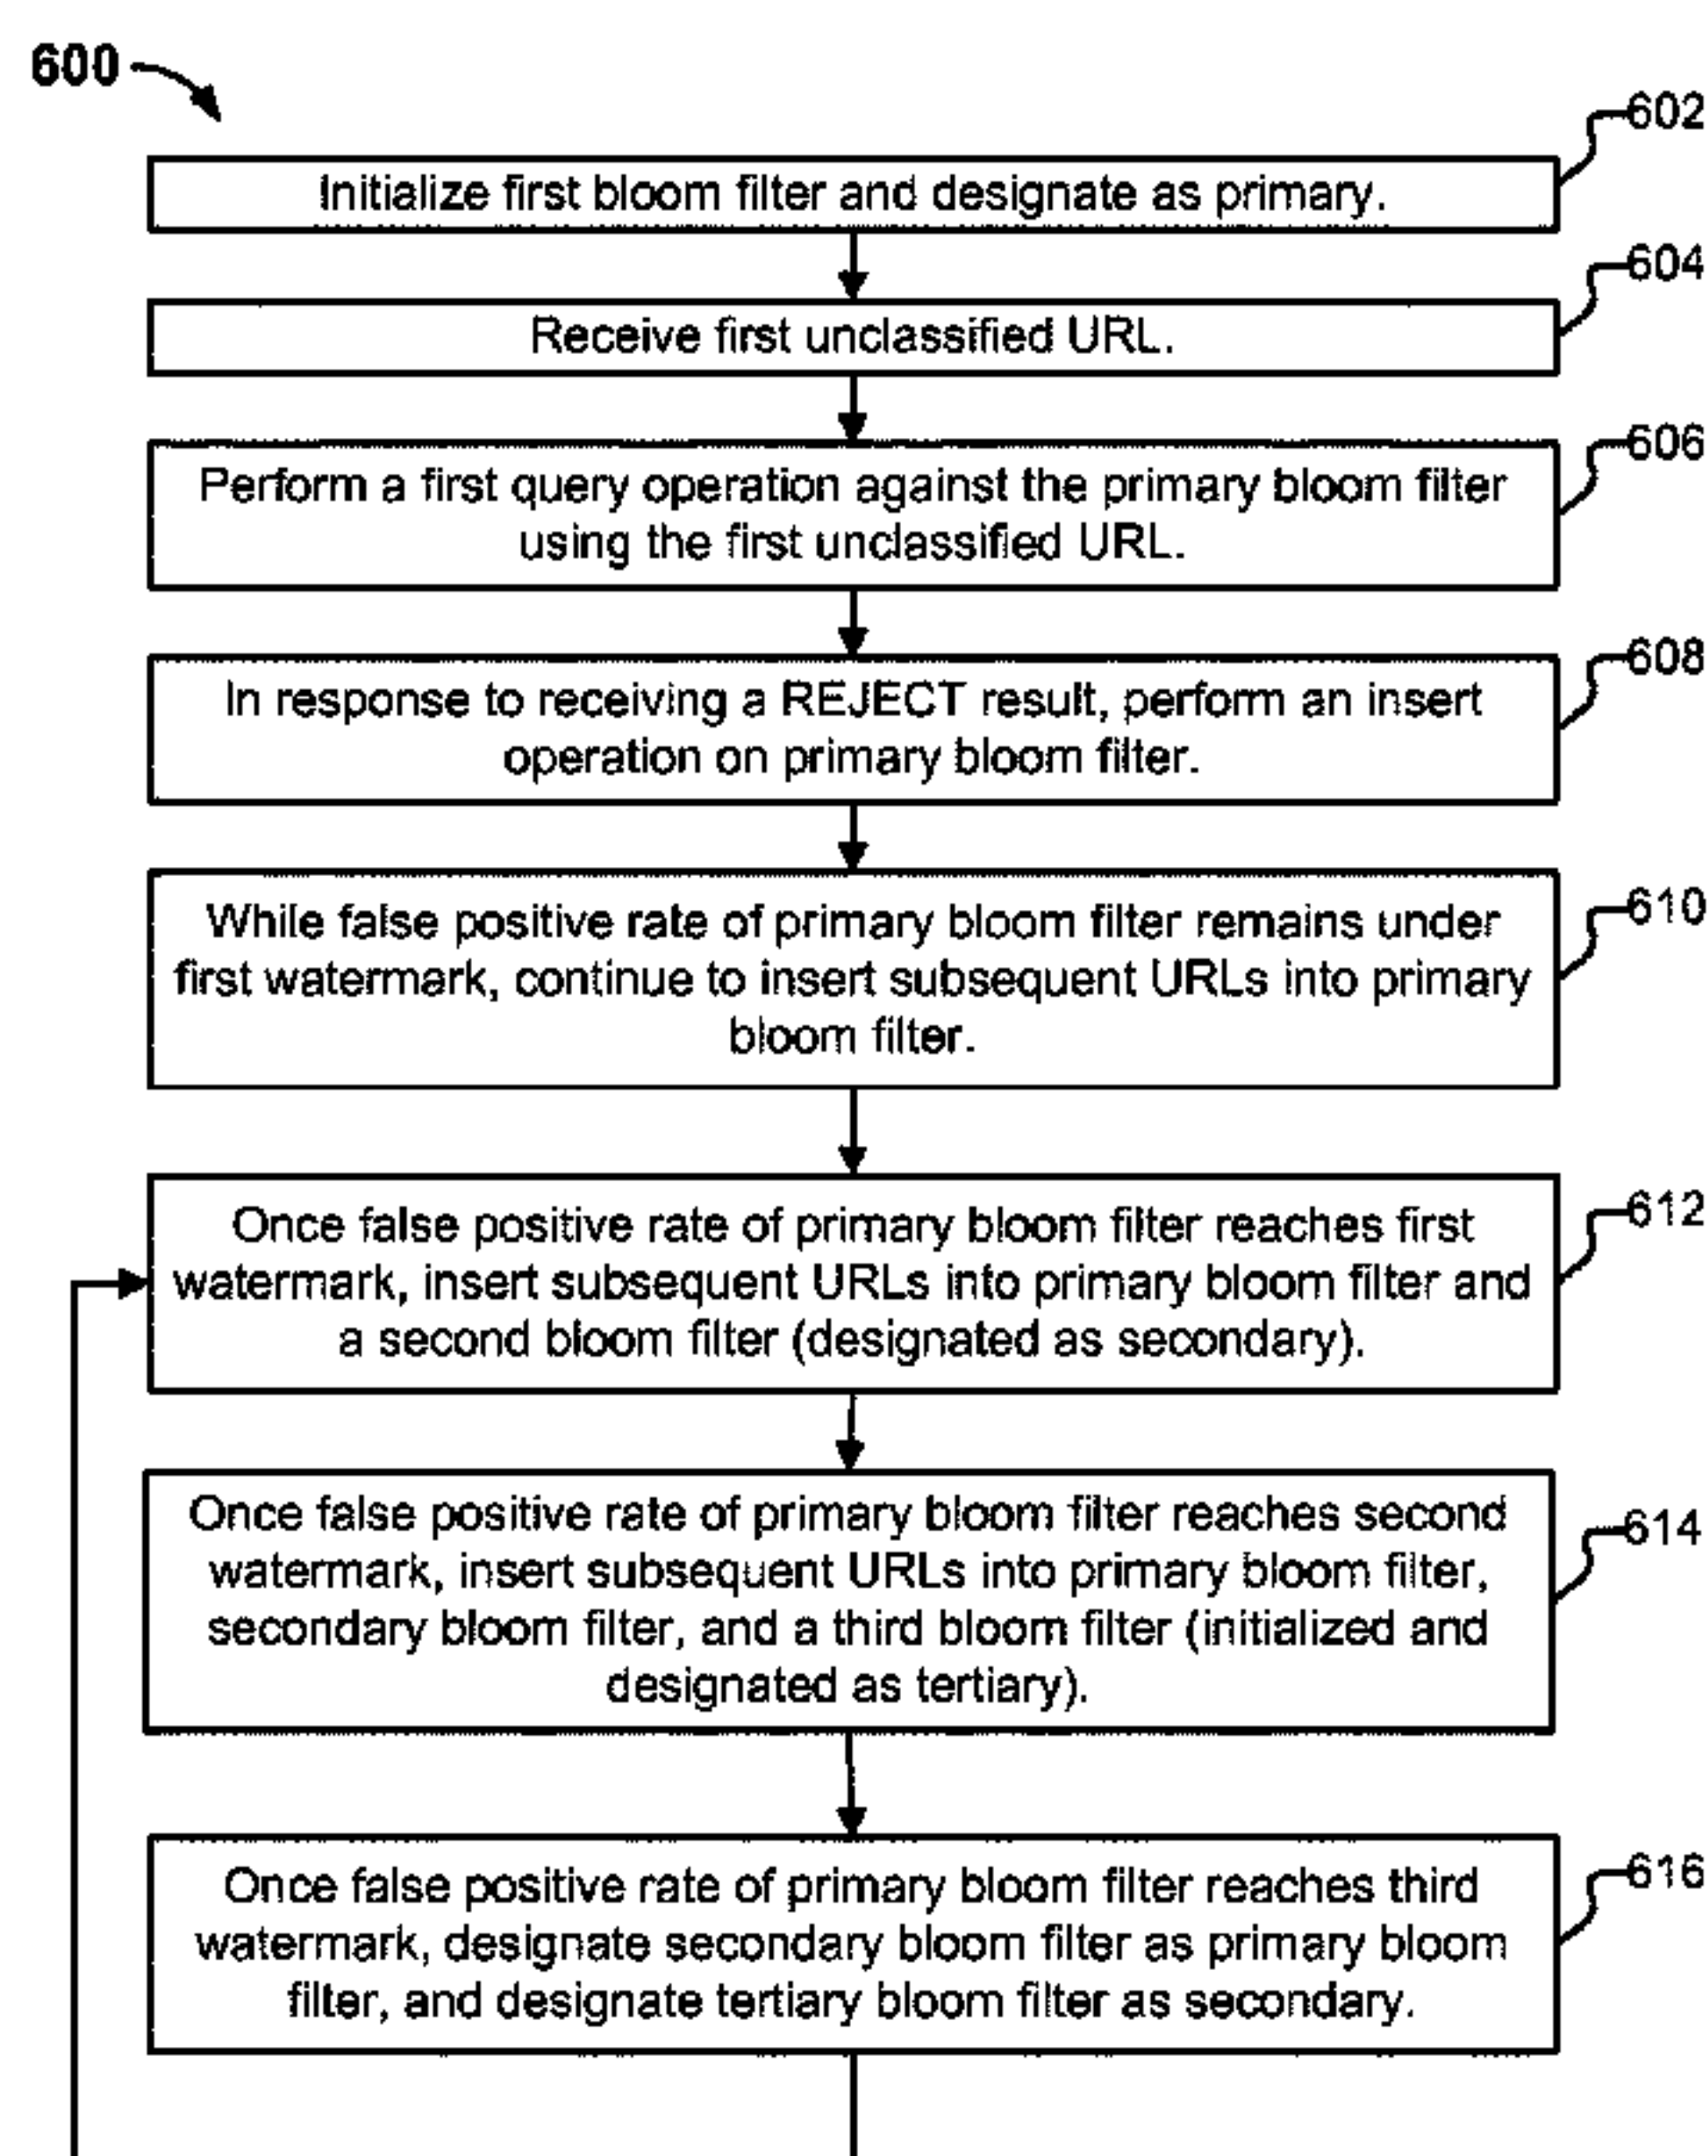 600
602
Initialize first bloom filter and designate as primary.
604
Receive first unclassified URL.
606
Perform a first query operation against the primary bloom filter
using the first unclassified URL.
608
In response to receiving a REJECT result, perform an insert
operation on primary bloom filter.
610
While false positive rate of primary bloom filter remains under
first watermark, continue to insert subsequent URLs into primary
bloom filter.
612
Once false positive rate of primary bloom filter reaches first
watermark, insert subsequent URLs into primary bloom filter and
a second bloom filter (designated as secondary).
614
Once false positive rate of primary bloom filter reaches second
watermark, insert subsequent URLs into primary bloom filter,
secondary bloom filter, and a third bloom filter (initialized and
designated as tertiary).
616
Once false positive rate of primary bloom filter reaches third
watermark, designate secondary bloom filter as primary bloom
filter, and designate tertiary bloom filter as secondary.